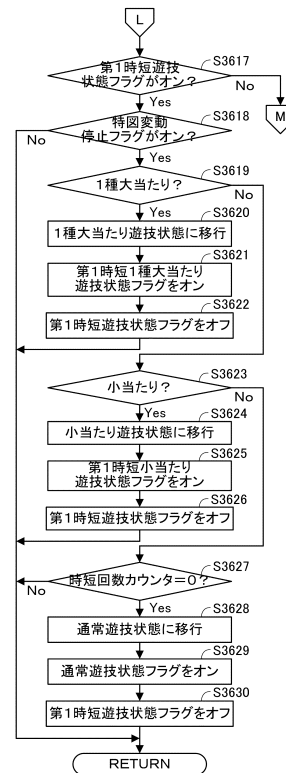 L
第1時短遊技
状態フラグがオン？
S3617
No
M
Yes
特図変動
停止フラグがオン？
S3618
No
Yes
1種大当たり？
S3619
No
Yes
S3620
1種大当たり遊技状態に移行
S3621
第1時短1種大当たり
遊技状態フラグをオン
S3622
第1時短遊技状態フラグをオフ
小当たり？
S3623
No
Yes
S3624
小当たり遊技状態に移行
S3625
第1時短小当たり
遊技状態フラグをオン
S3626
第1時短遊技状態フラグをオフ
時短回数カウンタ=0？
S3627
No
Yes
S3628
通常遊技状態に移行
S3629
通常遊技状態フラグをオン
S3630
第1時短遊技状態フラグをオフ
RETURN